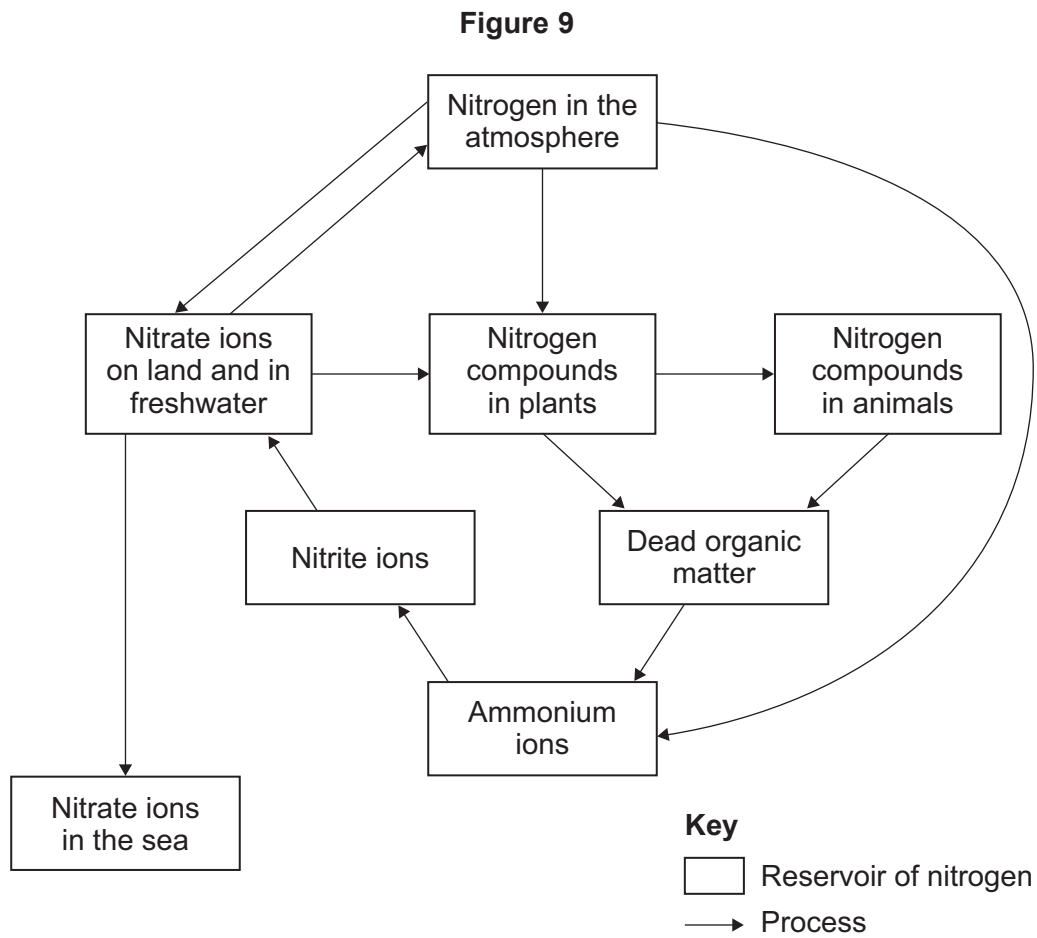 Figure 9
Nitrogen in the
atmosphere
Nitrate ions
on land and in
freshwater
Nitrogen
compounds
in plants
Nitrogen
compounds
in animals
Nitrite ions
Dead organic
matter
Ammonium
ions
Nitrate ions
in the sea
Key
Reservoir of nitrogen
Process